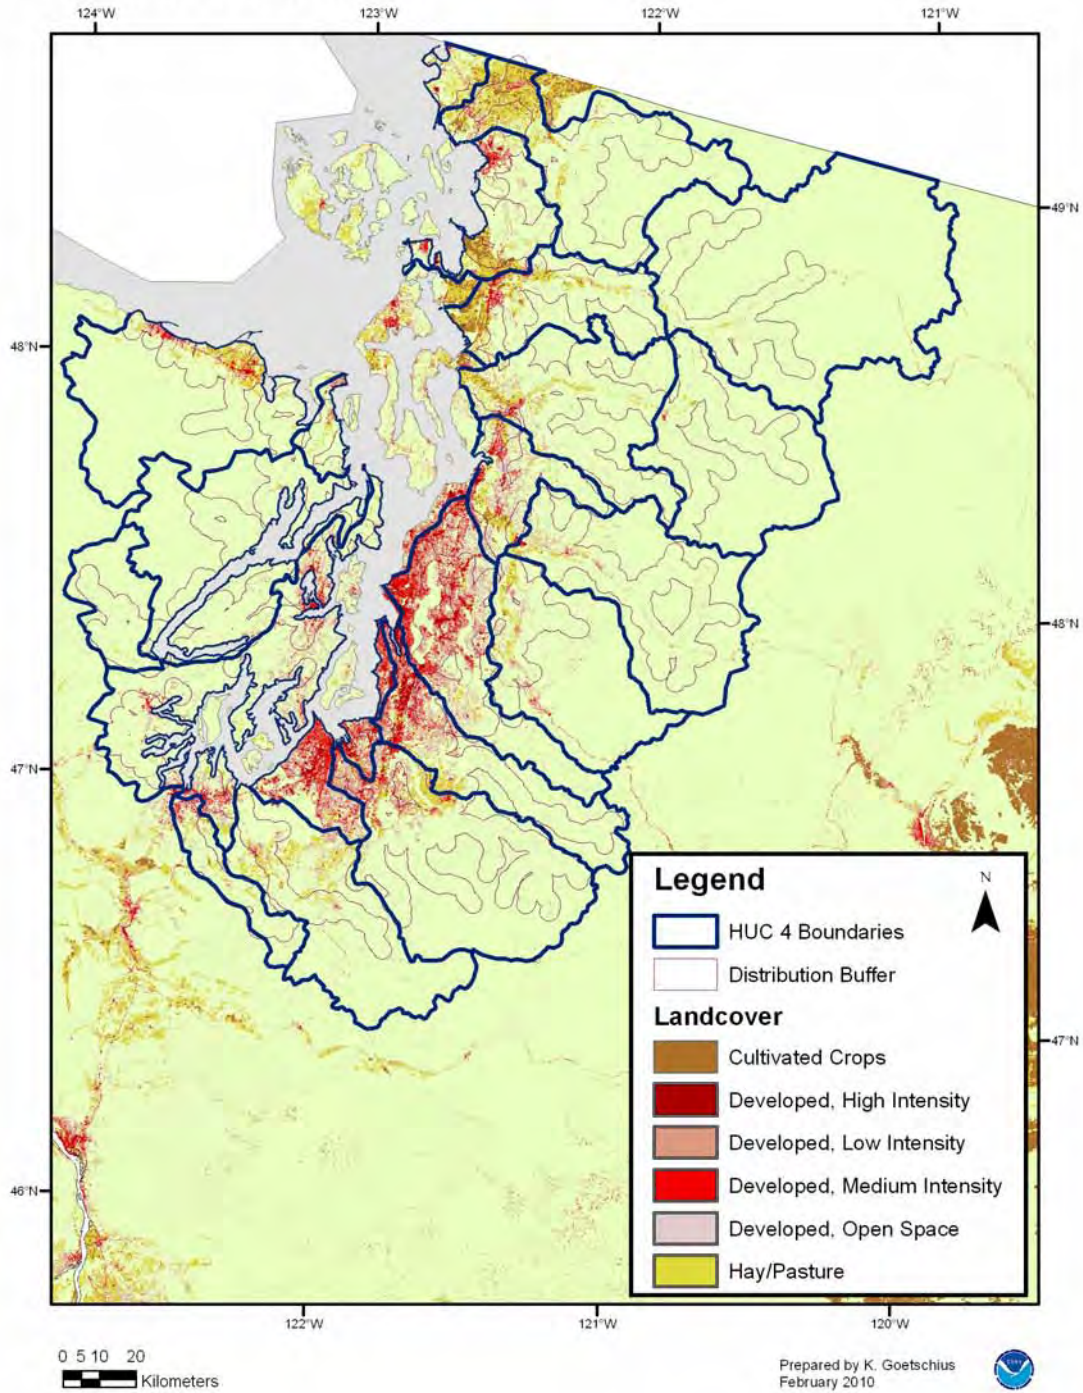 124°W 123°W 122°W 121°W
49°N
48°N
48°N
47°N
47°N
46°N
Legend
N
HUC 4 Boundaries
Distribution Buffer
Landcover
Cultivated Crops
Developed, High Intensity
Developed, Low Intensity
Developed, Medium Intensity
Developed, Open Space
Hay/Pasture
122°W 121°W 120°W
0 5 10 20
Kilometers
Prepared by K. Goetschius
February 2010